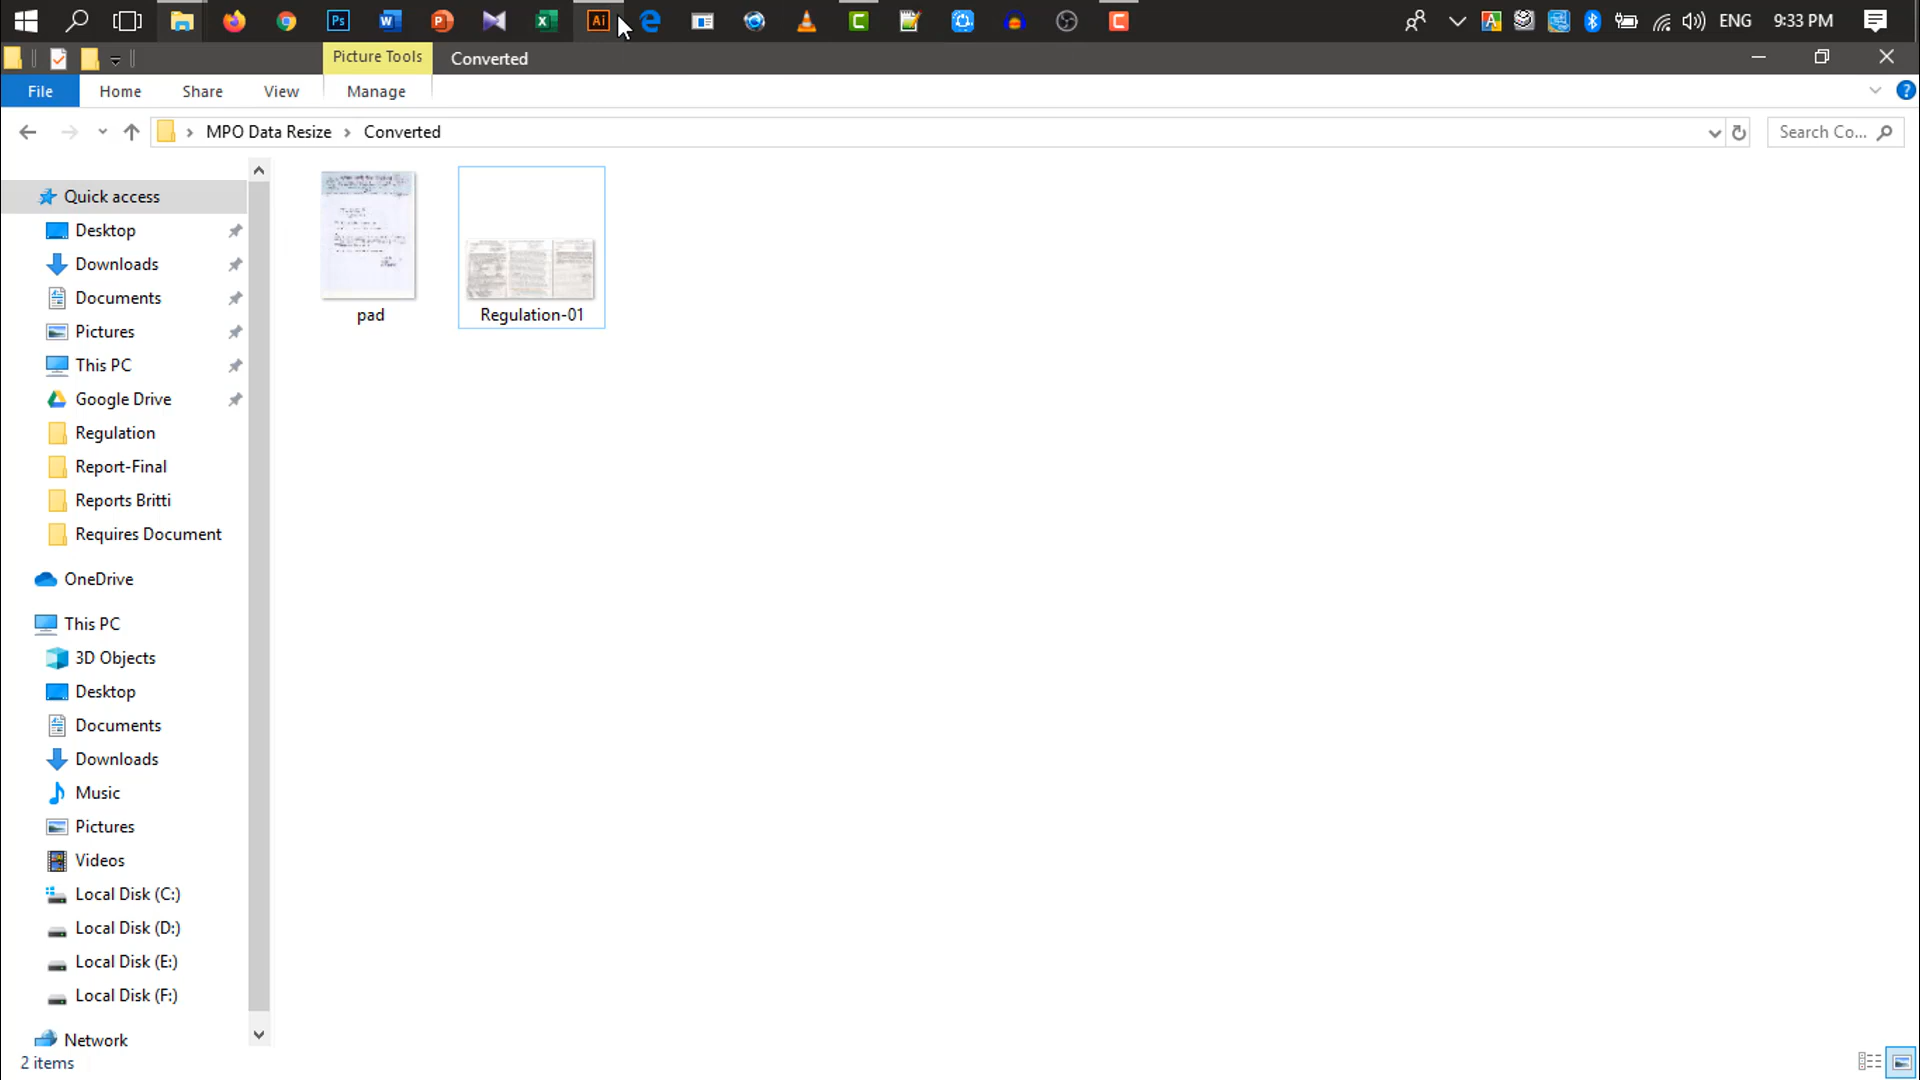 Ps
Ai
ENG
9:33 PM
Picture Tools
Converted
File
Home
Share
View
Manage
MPO Data Resize
Converted
Search Co...
Quick access
Desktop
Downloads
Documents
Pictures
This PC
Google Drive
Regulation
Report-Final
Reports Britti
Requires Document
OneDrive
This PC
3D Objects
Desktop
Documents
Downloads
Music
Pictures
Videos
Local Disk (C:)
Local Disk (D:)
Local Disk (E:)
Local Disk (F:)
Network
pad
Regulation-01
2 items